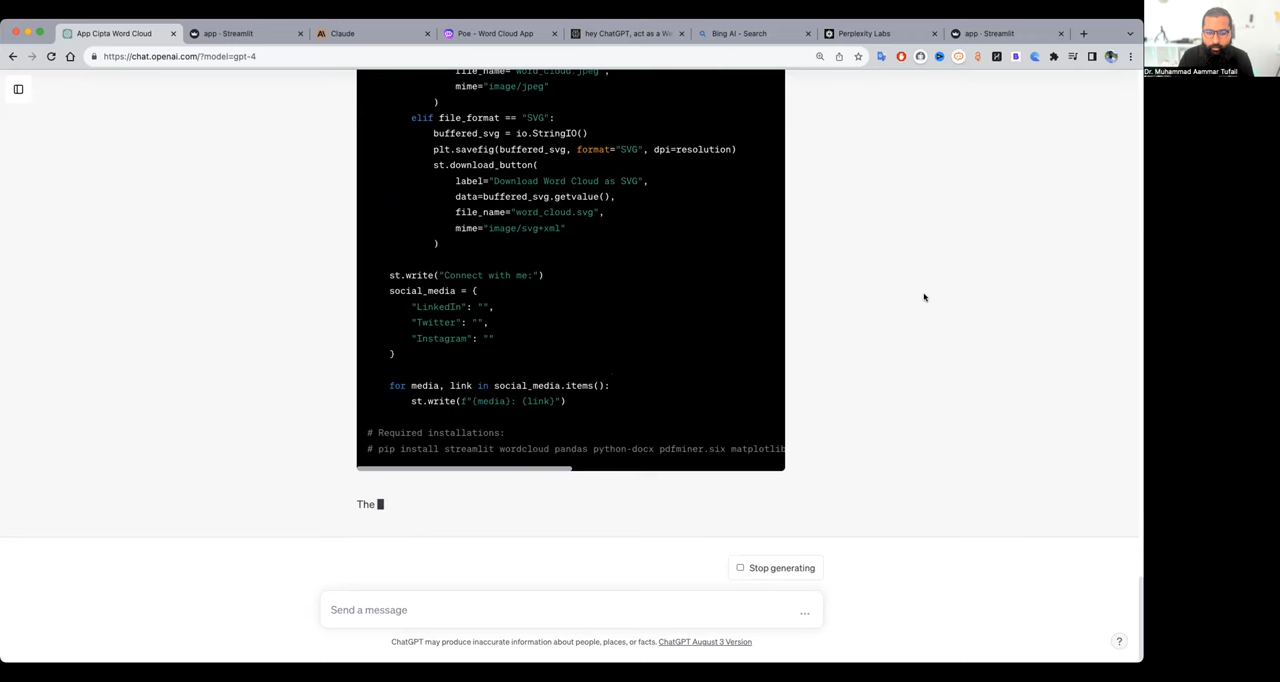 App Cipta Word Cloud
app · Streamlit
Claude
Poe - Word Cloud App
hey ChatGPT, act as a We
Bing AI - Search
Perplexity Labs
app · Streamlit
https://chat.openai.com/?model=gpt-4
Dr. Muhammad Aammar Tufail
file_name="word_cloud.jpeg",
mime="image/jpeg"
)
elif file_format == "SVG":
buffered_svg = io.StringIO()
plt.savefig(buffered_svg, format="SVG", dpi=resolution)
st.download_button(
label="Download Word Cloud as SVG",
data=buffered_svg.getvalue(),
file_name="word_cloud.svg",
mime="image/svg+xml"
)
st.write("Connect with me:")
social_media = {
"LinkedIn": "",
"Twitter": "",
"Instagram": ""
}
for media, link in social_media.items():
st.write(f"{media}: {link}")
# Required installations:
# pip install streamlit wordcloud pandas python-docx pdfminer.six matplotlib
The
Stop generating
Send a message
...
ChatGPT may produce inaccurate information about people, places, or facts. ChatGPT August 3 Version
?